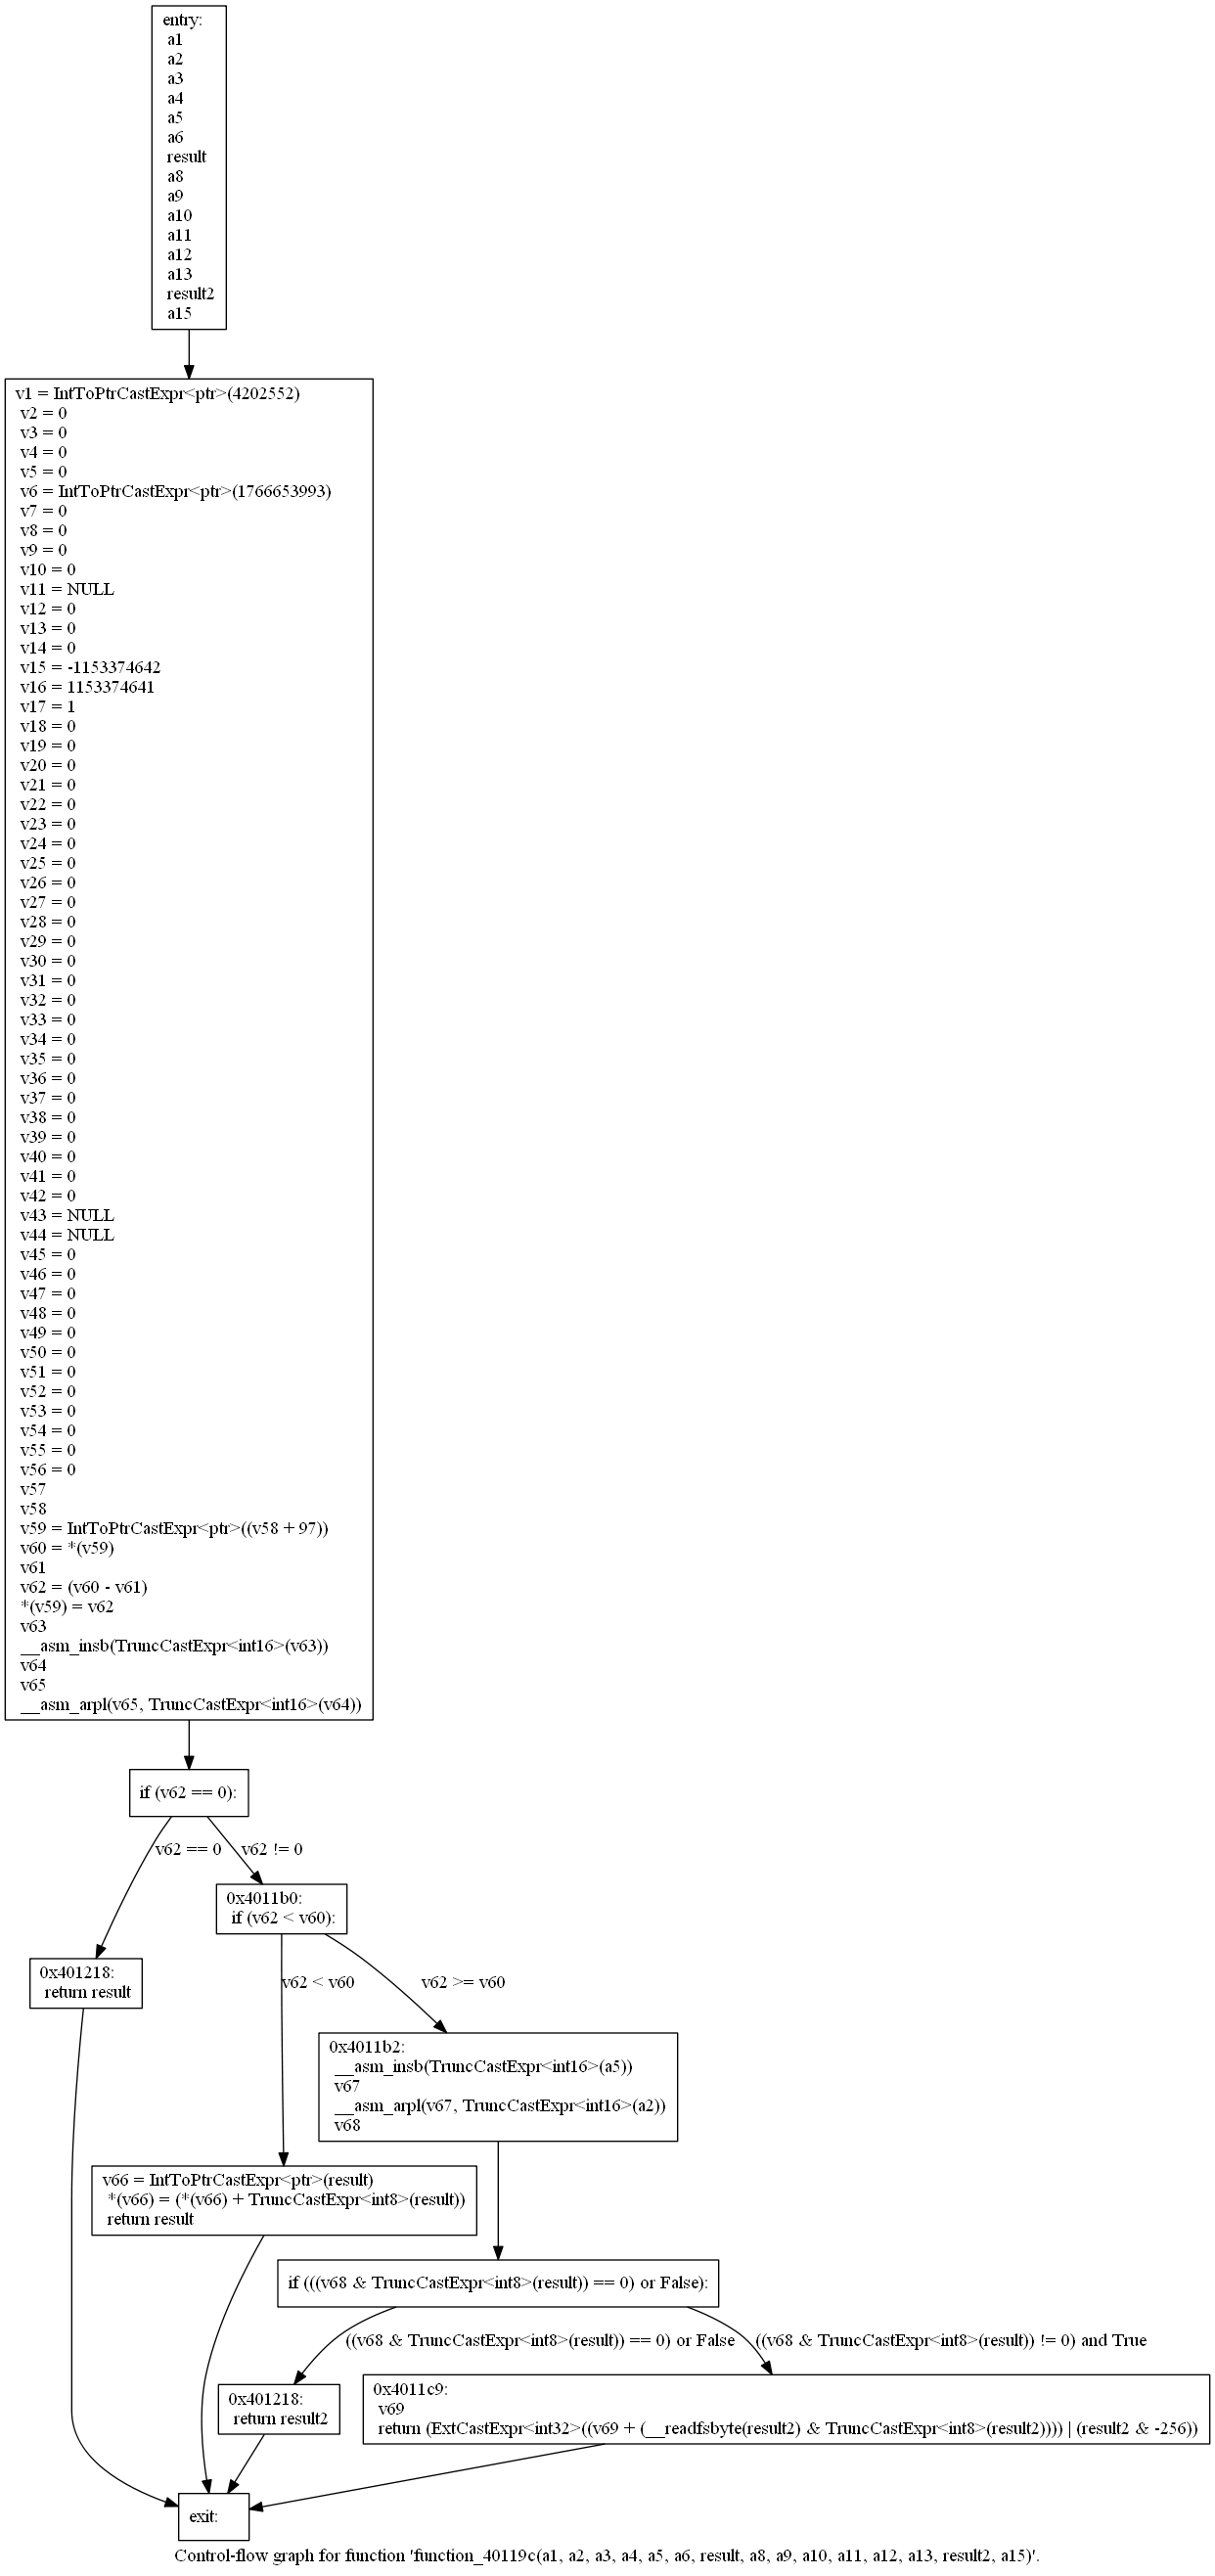 entry:
a1
a2
a3
a4
a5
a6
result
a8
a9
a10
a11
a12
a13
result2
a15
v1 = IntToPtrCastExpr<ptr>(4202552)
v2 = 0
v3 = 0
v4 = 0
v5 = 0
v6 = IntToPtrCastExpr<ptr>(1766653993)
v7 = 0
v8 = 0
v9 = 0
v10 = 0
v11 = NULL
v12 = 0
v13 = 0
v14 = 0
v15 = -1153374642
v16 = 1153374641
v17 = 1
v18 = 0
v19 = 0
v20 = 0
v21 = 0
v22 = 0
v23 = 0
v24 = 0
v25 = 0
v26 = 0
v27 = 0
v28 = 0
v29 = 0
v30 = 0
v31 = 0
v32 = 0
v33 = 0
v34 = 0
v35 = 0
v36 = 0
v37 = 0
v38 = 0
v39 = 0
v40 = 0
v41 = 0
v42 = 0
v43 = NULL
v44 = NULL
v45 = 0
v46 = 0
v47 = 0
v48 = 0
v49 = 0
v50 = 0
v51 = 0
v52 = 0
v53 = 0
v54 = 0
v55 = 0
v56 = 0
v57
v58
v59 = IntToPtrCastExpr<ptr>((v58 + 97))
v60 = *(v59)
v61
v62 = (v60 - v61)
*(v59) = v62
v63
__asm_insb(TruncCastExpr<int16>(v63))
v64
v65
__asm_arpl(v65, TruncCastExpr<int16>(v64))
if (v62 == 0):
v62 == 0
v62 != 0
0x4011b0:
if (v62 < v60):
0x401218:
return result
v62 < v60
v62 >= v60
0x4011b2:
__asm_insb(TruncCastExpr<int16>(a5))
v67
__asm_arpl(v67, TruncCastExpr<int16>(a2))
v68
v66 = IntToPtrCastExpr<ptr>(result)
*(v66) = (*(v66) + TruncCastExpr<int8>(result))
return result
if (((v68 & TruncCastExpr<int8>(result)) == 0) or False):
((v68 & TruncCastExpr<int8>(result)) == 0) or False
((v68 & TruncCastExpr<int8>(result)) != 0) and True
0x401218:
return result2
0x4011c9:
v69
return (ExtCastExpr<int32>((v69 + (__readfsbyte(result2) & TruncCastExpr<int8>(result2)))) | (result2 & -256))
exit:
Control-flow graph for function 'function_40119c(a1, a2, a3, a4, a5, a6, result, a8, a9, a10, a11, a12, a13, result2, a15)'.